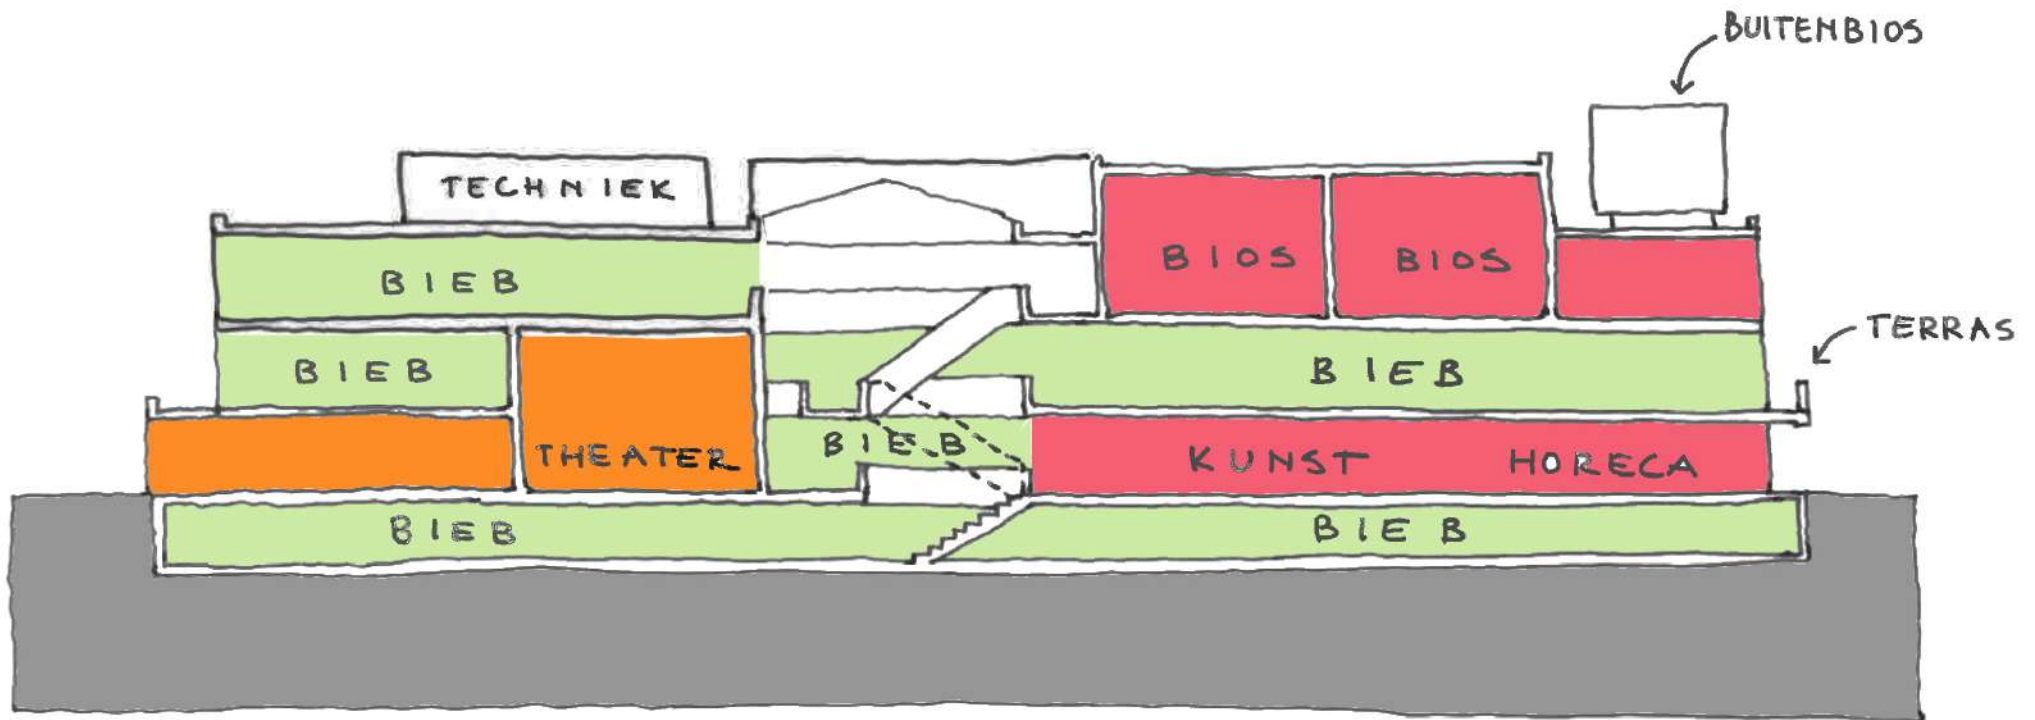 BUITENBIOS
TECHNIEK
BIEB
BIOS
BIOS
TERRAS
BIEB
BIEB
THEATER
BIEB
KUNST
HORECA
BIEB
BIEB